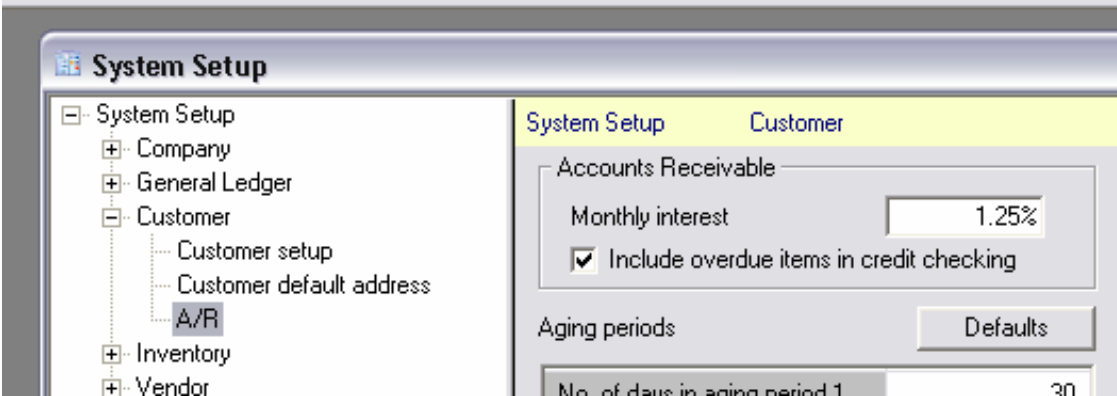 System Setup
System Setup
Company
General Ledger
Customer
Customer setup
Customer default address
A/R
Inventory
Vendor
System Setup Customer
Accounts Receivable
Monthly interest 1.25%
Include overdue items in credit checking
Aging periods Defaults
No. of days in aging period 1 30